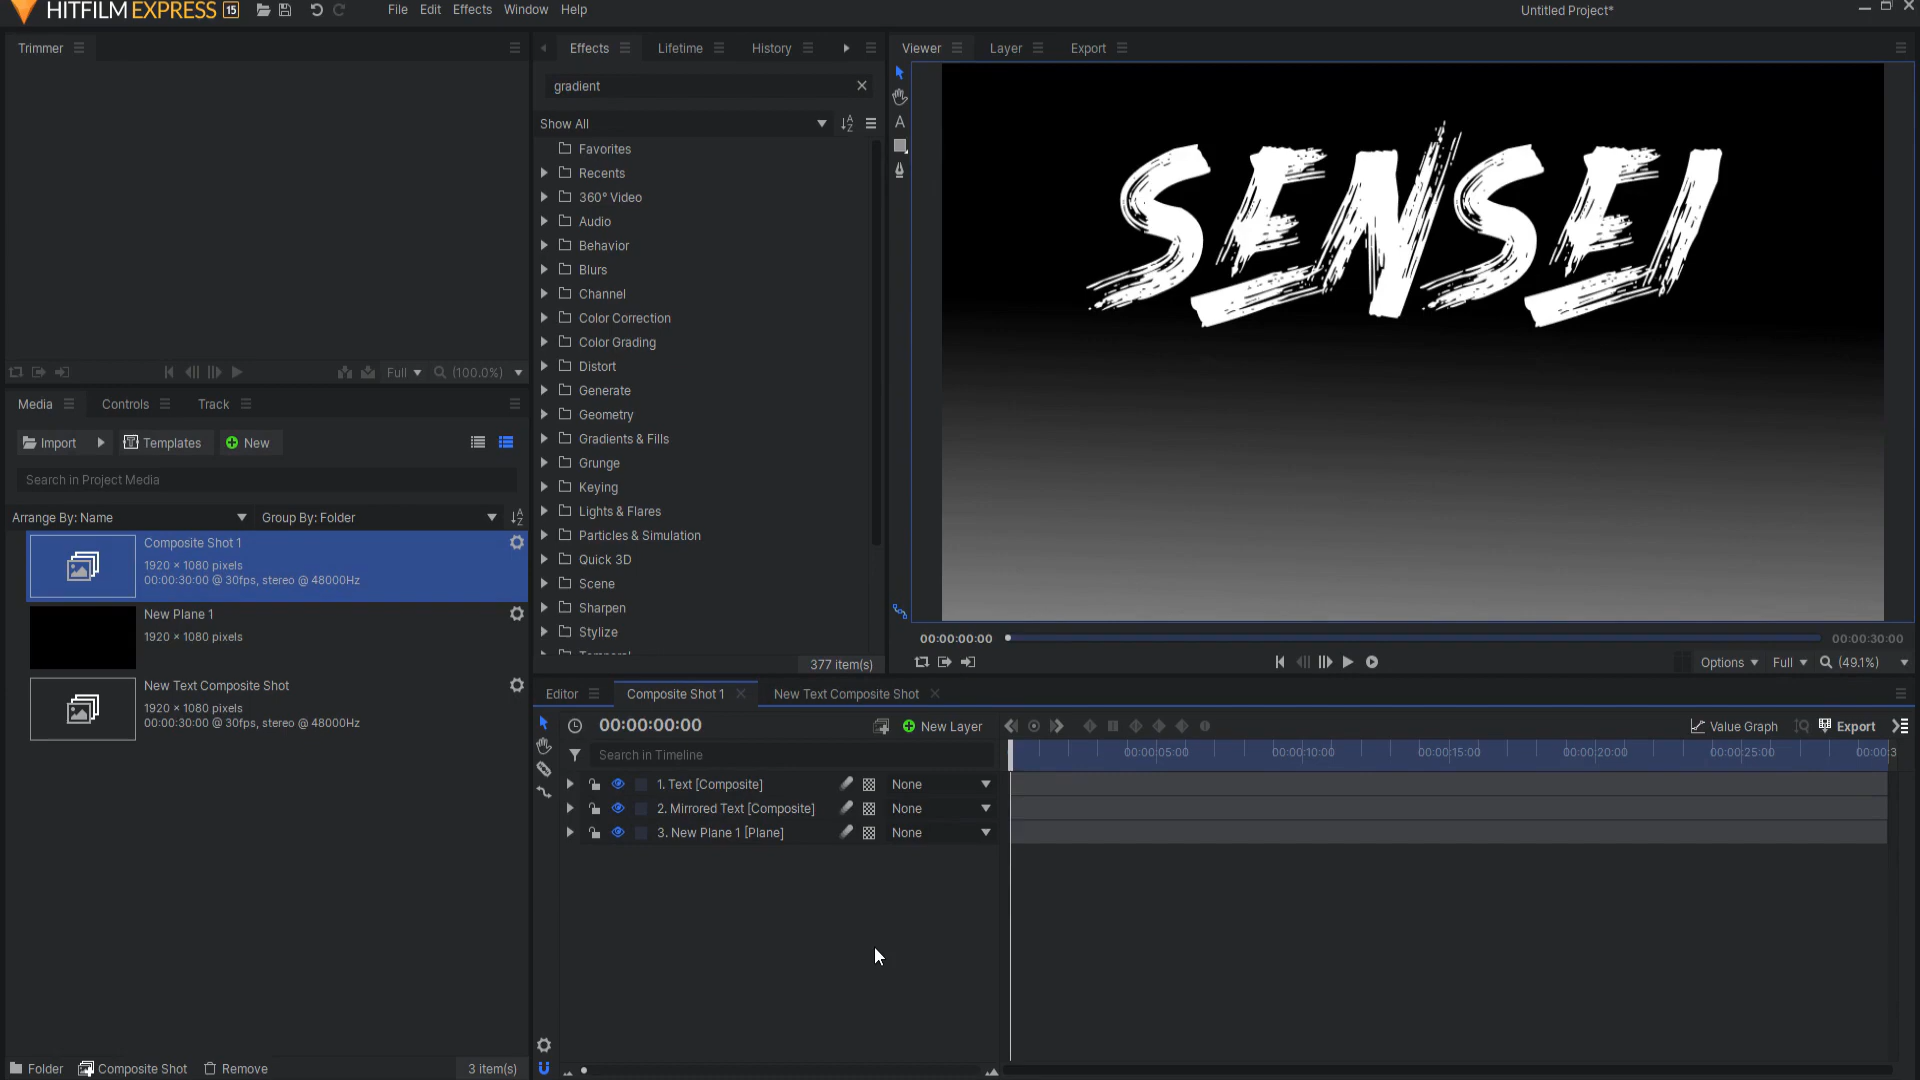 HITFILM EXPRESS 15
File Edit Effects Window Help
Untitled Project*
Trimmer
Effects Lifetime History
Viewer Layer Export
gradient
Show All
Favorites
Recents
360° Video
Audio
Behavior
Blurs
Channel
Color Correction
Color Grading
Distort
Generate
Geometry
Gradients & Fills
Grunge
Keying
Lights & Flares
Particles & Simulation
Quick 3D
Scene
Sharpen
Stylize
Temporal
377 item(s)
SENSEI
Full (100.0%)
Media Controls Track
Import Templates New
Search in Project Media
Arrange By: Name Group By: Folder
Composite Shot 1
1920 × 1080 pixels
00:00:30:00 @ 30fps, stereo @ 48000Hz
New Plane 1
1920 × 1080 pixels
New Text Composite Shot
1920 × 1080 pixels
00:00:30:00 @ 30fps, stereo @ 48000Hz
00:00:00:00 00:00:30:00
Options Full (49.1%)
Editor Composite Shot 1 New Text Composite Shot
00:00:00:00 New Layer Value Graph Export
Search in Timeline
00:00:05:00 00:00:10:00 00:00:15:00 00:00:20:00 00:00:25:00 00:00:3
1. Text [Composite] None
2. Mirrored Text [Composite] None
3. New Plane 1 [Plane] None
Folder Composite Shot Remove 3 item(s)